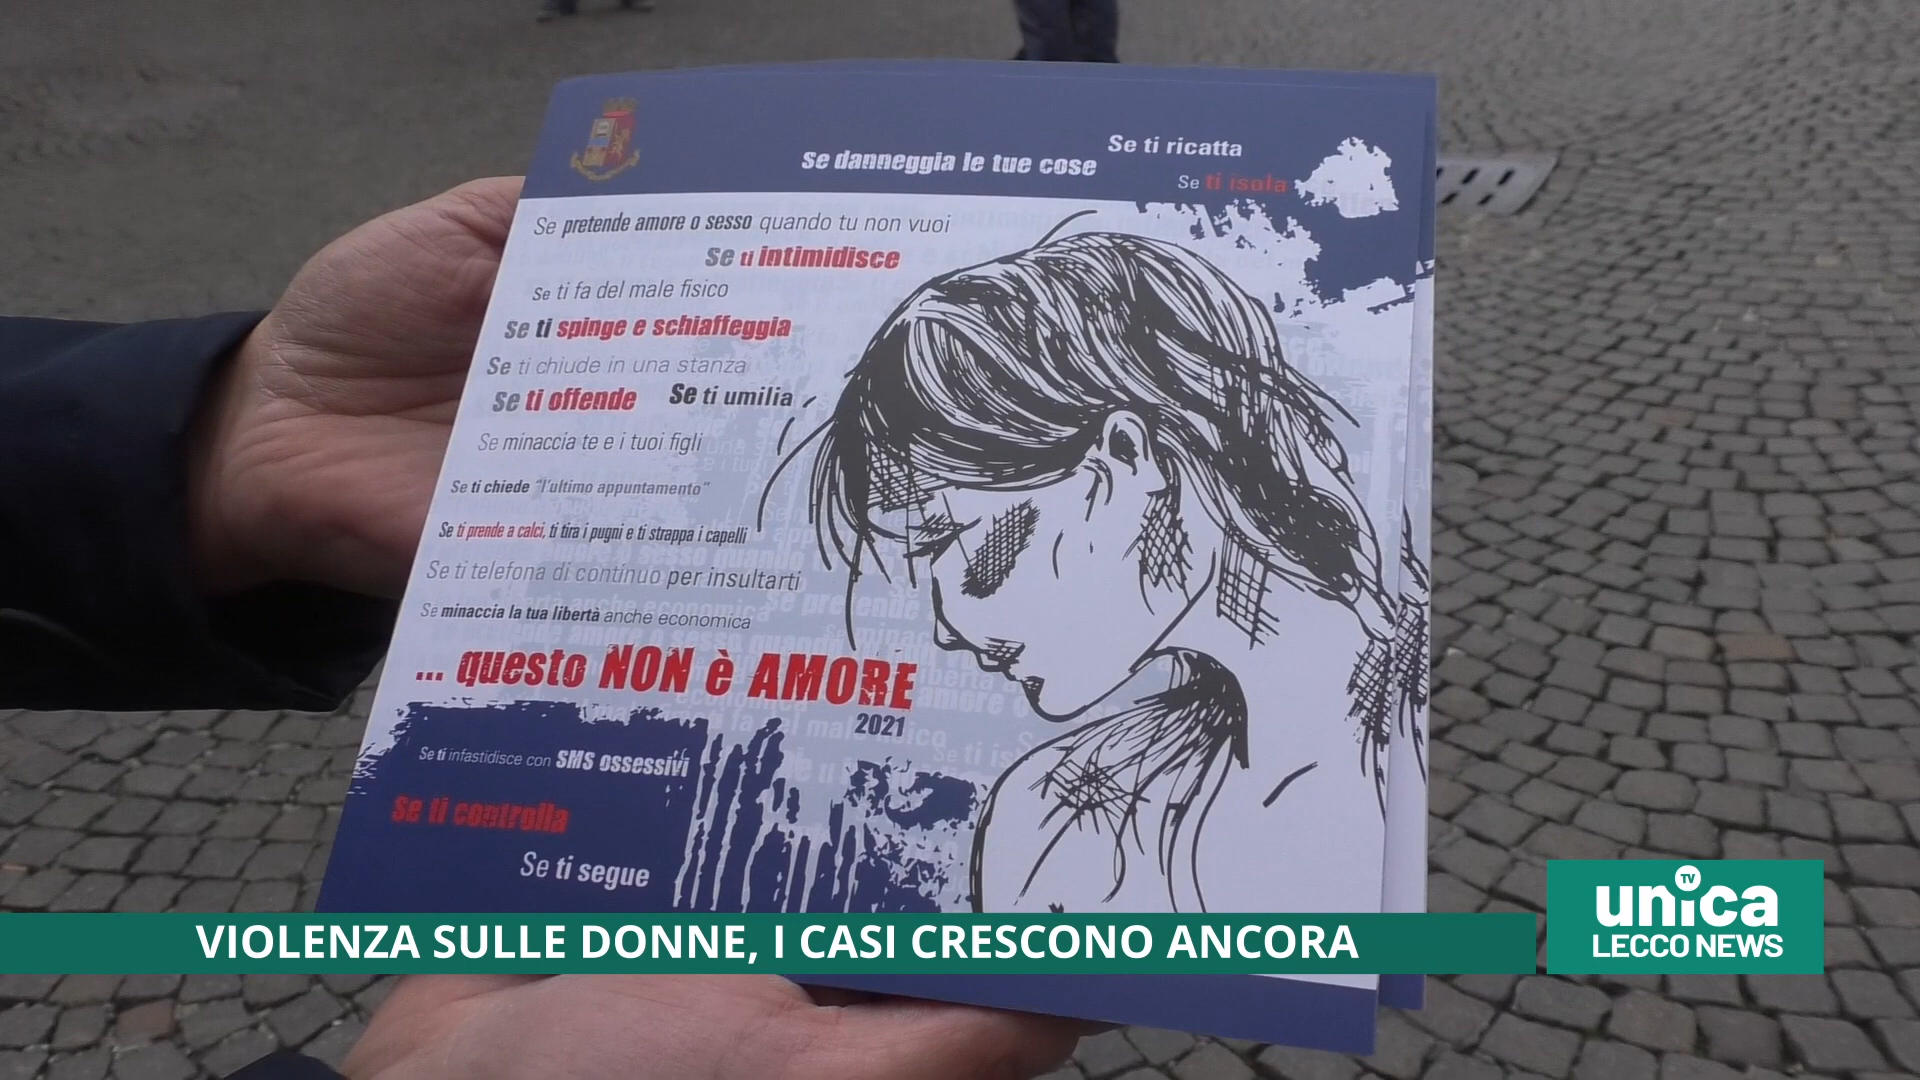 Se danneggia le tue cose
Se ti ricatta
Se ti isola
Se pretende amore o sesso quando tu non vuoi
Se ti intimidisce
Se ti fa del male fisico
Se ti spinge e schiaffeggia
Se ti chiude in una stanza
Se ti offende
Se ti umilia
Se minaccia te e i tuoi figli
Se ti chiede "l'ultimo appuntamento"
Se ti prende a calci, ti tira i pugni e ti strappa i capelli
Se ti telefona di continuo per insultarti
Se minaccia la tua libertà anche economica
... questo NON è AMORE
2021
Se ti infastidisce con SMS ossessivi
Se ti controlla
Se ti segue
VIOLENZA SULLE DONNE, I CASI CRESCONO ANCORA
TV
unica
LECCO NEWS